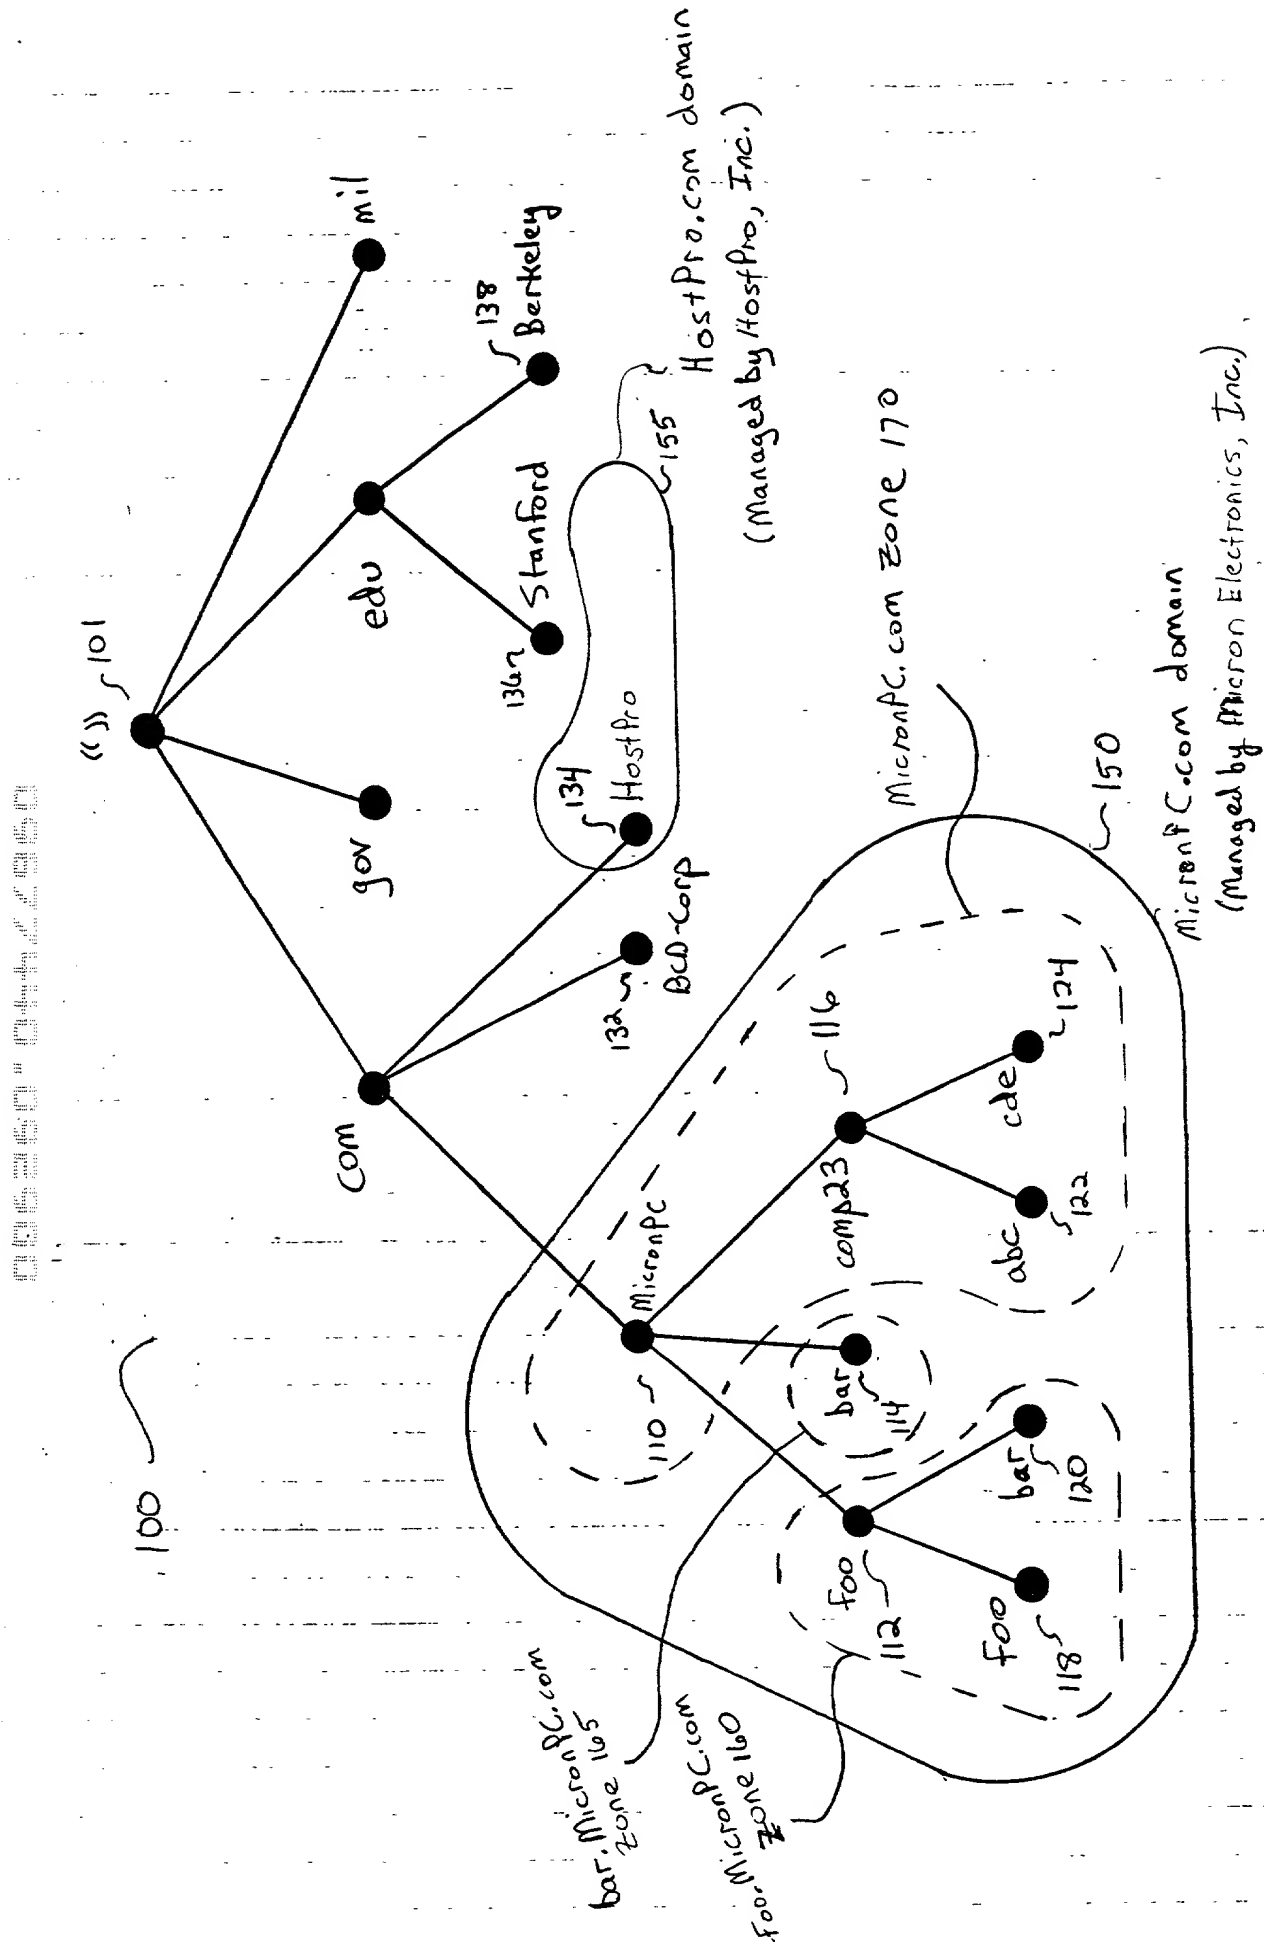 100
" " 101
com
gov
edu
mil
132
BCD-Corp
134
HostPro
136
Stanford
138
Berkeley
155
HostPro.com domain
(Managed by HostPro, Inc.)
110
MicronPC
MicronPC.com zone 170
bar.MicronPC.com
zone 165
foo.MicronPC.com
zone 160
foo
112
bar
114
comp23
116
foo
118
bar
120
abc
122
cde
124
150
MicronPC.com domain
(Managed by Micron Electronics, Inc.)